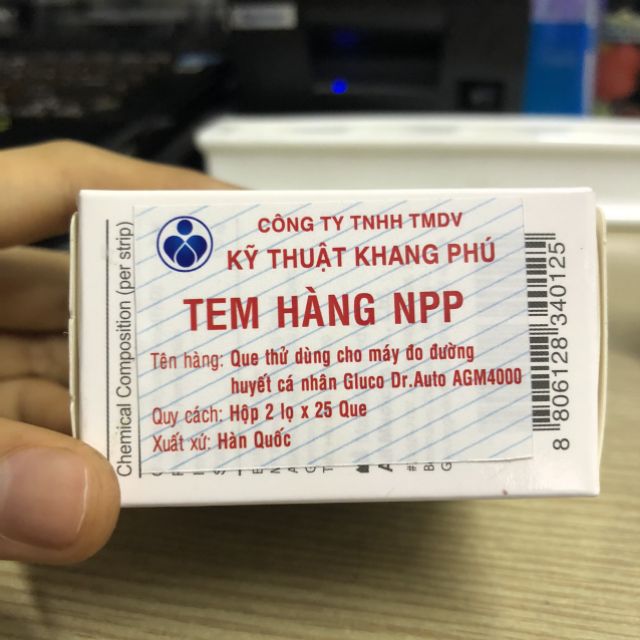 CÔNG TY TNHH TMDV
KỸ THUẬT KHANG PHÚ
TEM HÀNG NPP
Tên hàng: Que thử dùng cho máy đo đường
huyết cá nhân Gluco Dr.Auto AGM4000
Quy cách: Hộp 2 lọ x 25 Que
Xuất xứ: Hàn Quốc
Chemical Composition (per strip)
8 806128 340125